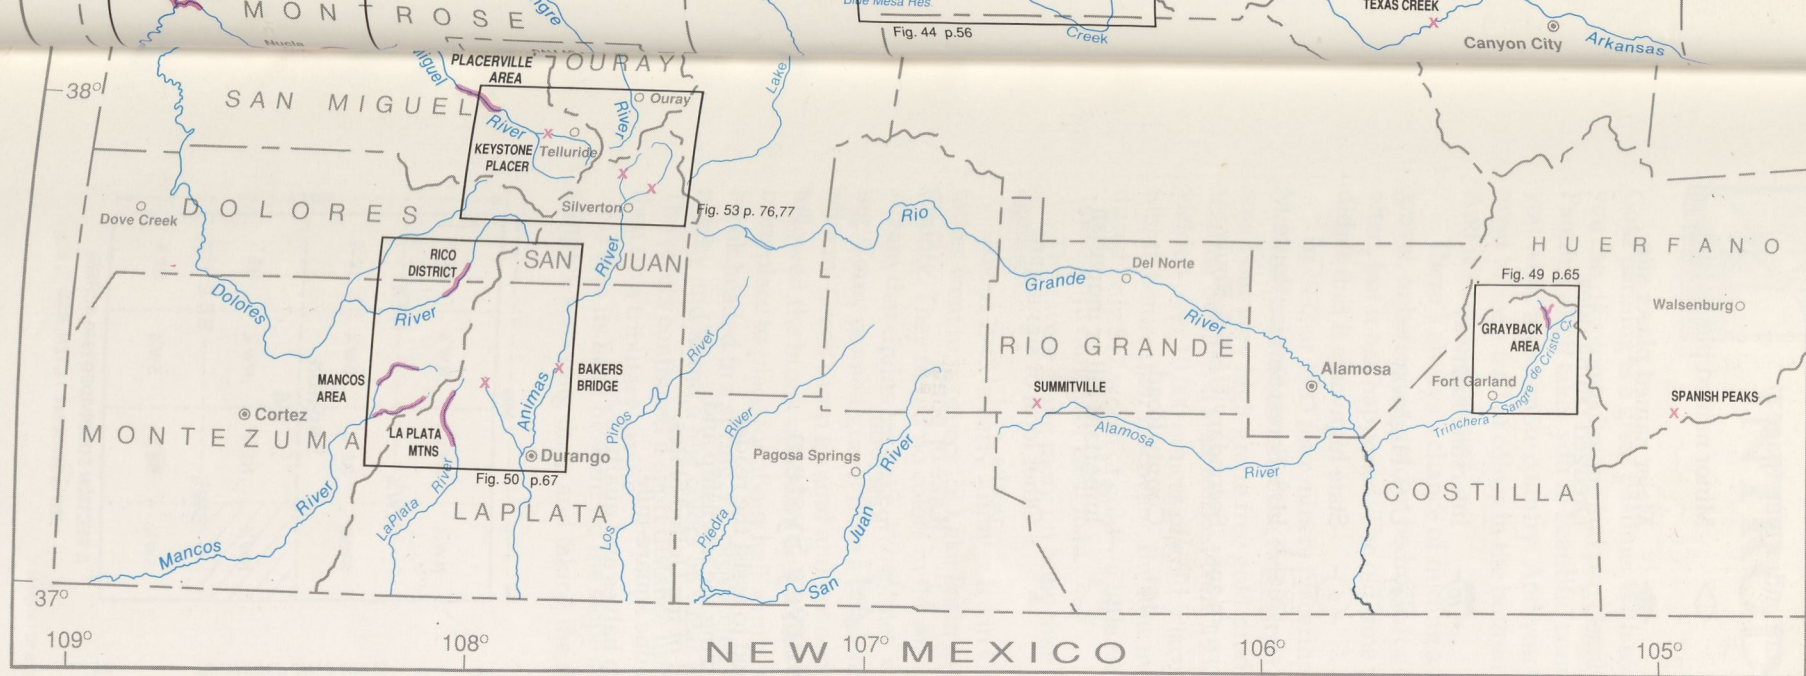 MONTROSE
Blue Mesa Res.
Fig. 44 p.56
Creek
TEXAS CREEK
Canyon City
Arkansas
Nucla
38°
SAN MIGUEL
PLACERVILLE
AREA
OURAY
Ouray
Lake
River
River
KEYSTONE
PLACER
Telluride
Silverton
Fig. 53 p. 76,77
Dove Creek
DOLORES
RICO
DISTRICT
SAN JUAN
River
Dolores
River
Rio
Grande
River
Del Norte
HUERFANO
Fig. 49 p.65
Walsenburg
GRAYBACK
AREA
Sangre de Cristo Cr.
Fort Garland
Trinchera
RIO GRANDE
Alamosa
SUMMITVILLE
Alamosa
River
SPANISH PEAKS
MANCOS
AREA
BAKERS
BRIDGE
Animas
Cortez
MONTEZUMA
LA PLATA
MTNS
Durango
Fig. 50 p.67
River
Pinos
Los
River
Piedra
Pagosa Springs
River
Juan
San
COSTILLA
LAPLATA
LaPlata
River
River
Mancos
37°
109°
108°
NEW MEXICO
107°
106°
105°